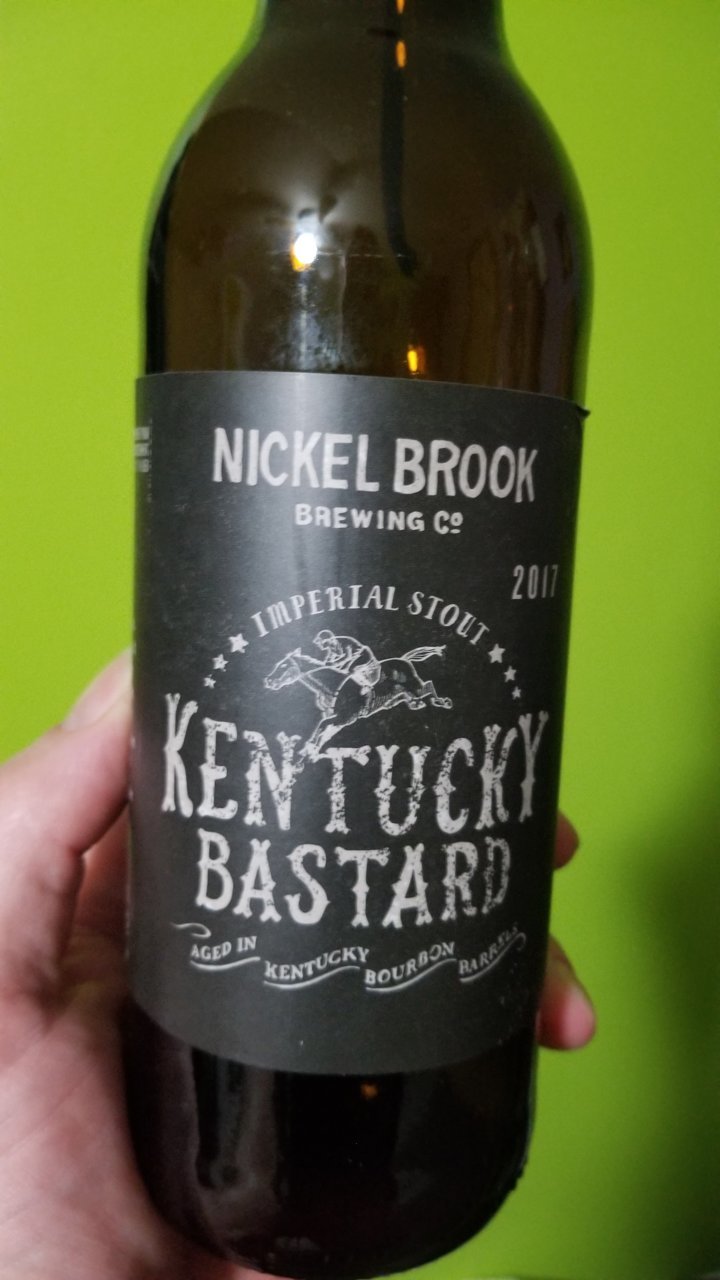 NICKEL BROOK
BREWING Co
2017
IMPERIAL STOUT
KENTUCKY
BASTARD
AGED IN KENTUCKY BOURBON BARRELS